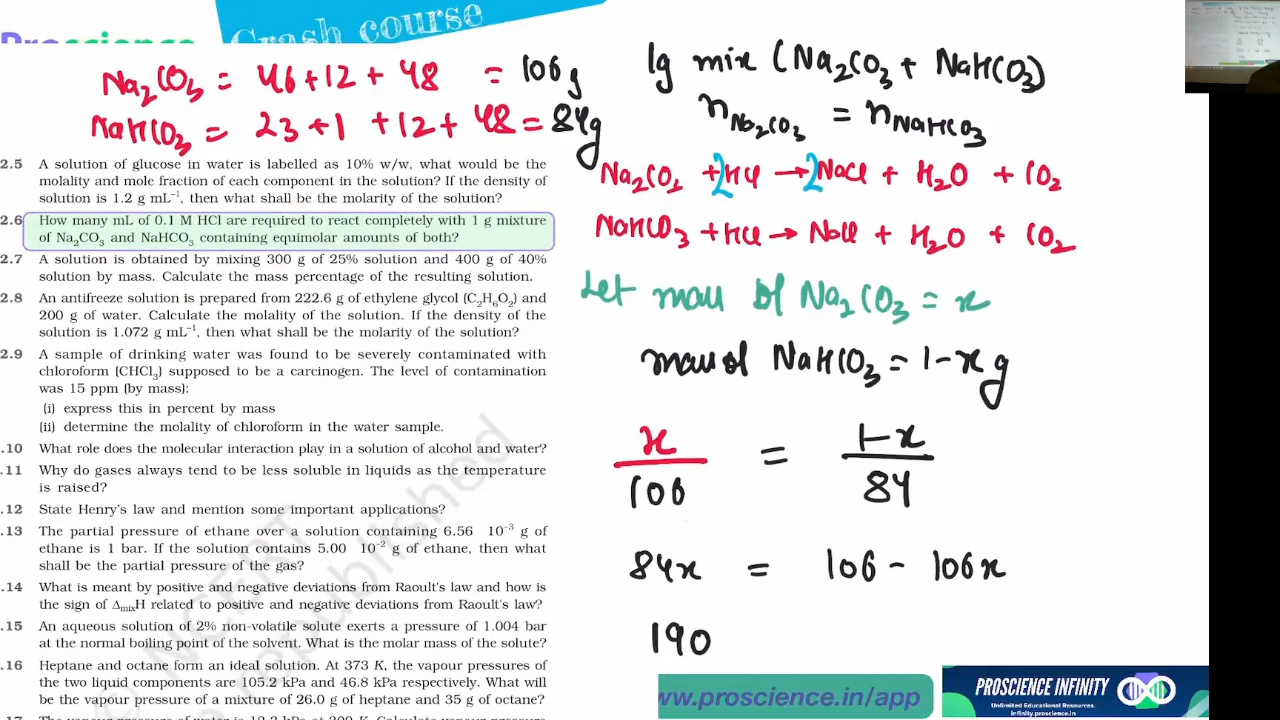 Proscience
Crash course
Na₂CO₃ = 46+12+48 = 106g
NaHCO₃ = 23+1 +12+48=84g
1g mix (Na₂CO₃ + NaHCO₃)
nNa₂CO₃ = nNaHCO₃
Na₂CO₂ +2HCl → 2NaCl + H₂O + CO₂
NaHCO₃ +HCl → NaCl + H₂O + CO₂
Let mass of Na₂CO₃ = x
mass of NaHCO₃ = 1-x g
x/106 = 1-x/84
84x = 106 - 106x
190
2.5 A solution of glucose in water is labelled as 10% w/w, what would be the
molality and mole fraction of each compment in the solution? If the density of
solution is 1.2 g mL⁻¹, then what shall be the molarity of the solution?
2.6 How many mL of 0.1 M HCl are required to react completely with 1 g mixture
of Na₂CO₃ and NaHCO₃ containing equimolar amounts of both?
2.7 A solution is obtained by mixing 300 g of 25% solution and 400 g of 40%
solution by mass. Calculate the mass percentage of the resulting solution.
2.8 An antifreeze solution is prepared from 222.6 g of ethylene glycol (C₂H₆O₂) and
200 g of water. Calculate the molality of the solution. If the density of the
solution is 1.072 g mL⁻¹, then what shall be the molarity of the solution?
2.9 A sample of drinking water was found to be severely contaminated with
chloroform (CHCl₃) supposed to be a carcinogen. The level of contamination
was 15 ppm (by mass):
(i) express this in percent by mass
(ii) determine the molality of chloroform in the water sample.
.10 What role does the molecular interaction play in a solution of alcohol and water?
.11 Why do gases always tend to be less soluble in liquids as the temperature
is raised?
.12 State Henry's law and mention some important applications?
.13 The partial pressure of ethane over a solution containing 6.56 10⁻³ g of
ethane is 1 bar. If the solution contains 5.00 10⁻² g of ethane, then what
shall be the partial pressure of the gas?
.14 What is meant by positive and negative deviations from Raoult's law and how is
the sign of ΔmixH related to positive and negative deviations from Raoult's law?
.15 An aqueous solution of 2% non-volatile solute exerts a pressure of 1.004 bar
at the normal boiling point of the solvent. What is the molar mass of the solute?
.16 Heptane and octane form an ideal solution. At 373 K, the vapour pressures of
the two liquid components are 105.2 kPa and 46.8 kPa respectively. What will
be the vapour pressure of a mixture of 26.0 g of heptane and 35 g of octane?
© NCERT
republished
www.proscience.in/app
PROSCIENCE INFINITY
Unlimited Educational Resources.
infinity.proscience.in